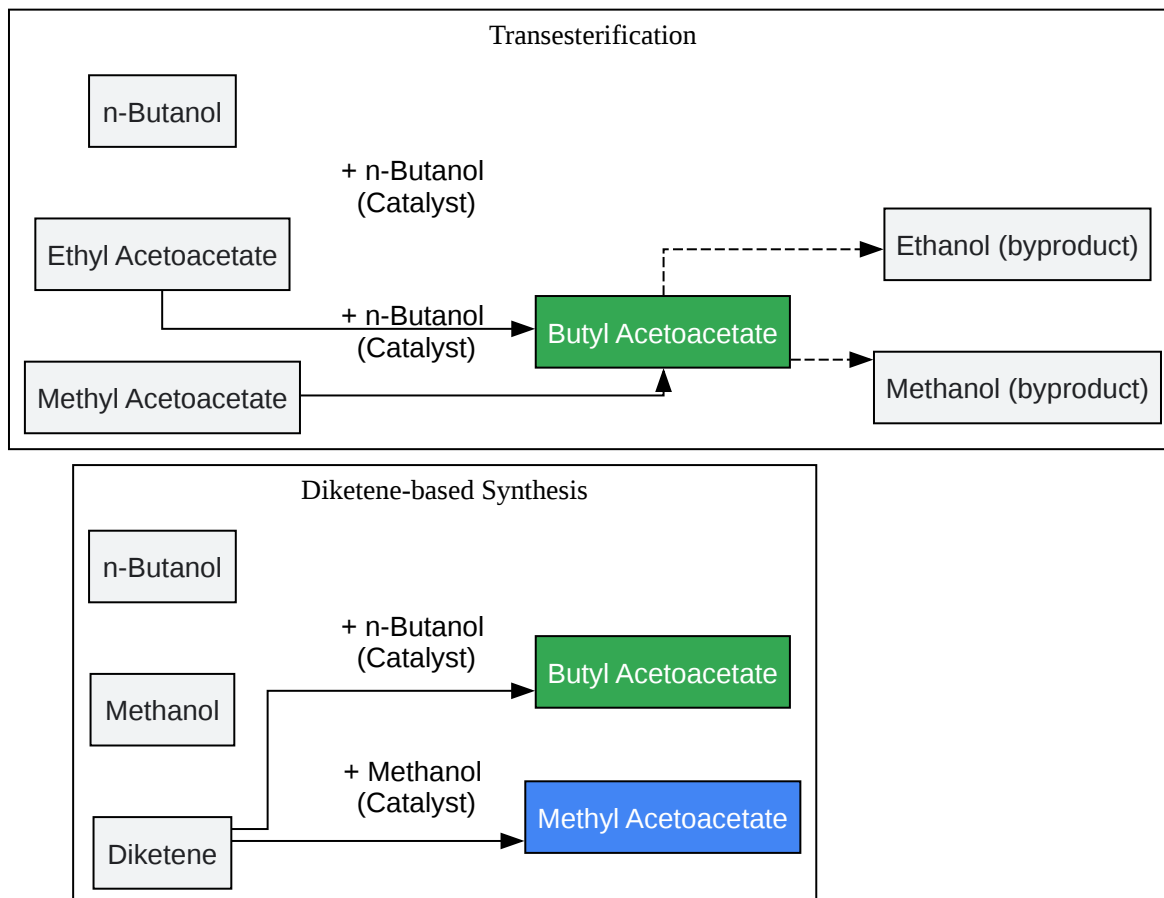 Transesterification
n-Butanol
+ n-Butanol
(Catalyst)
Ethyl Acetoacetate
Ethanol (byproduct)
+ n-Butanol
(Catalyst)
Butyl Acetoacetate
Methyl Acetoacetate
Methanol (byproduct)
Diketene-based Synthesis
n-Butanol
+ n-Butanol
(Catalyst)
Butyl Acetoacetate
Methanol
+ Methanol
(Catalyst)
Methyl Acetoacetate
Diketene